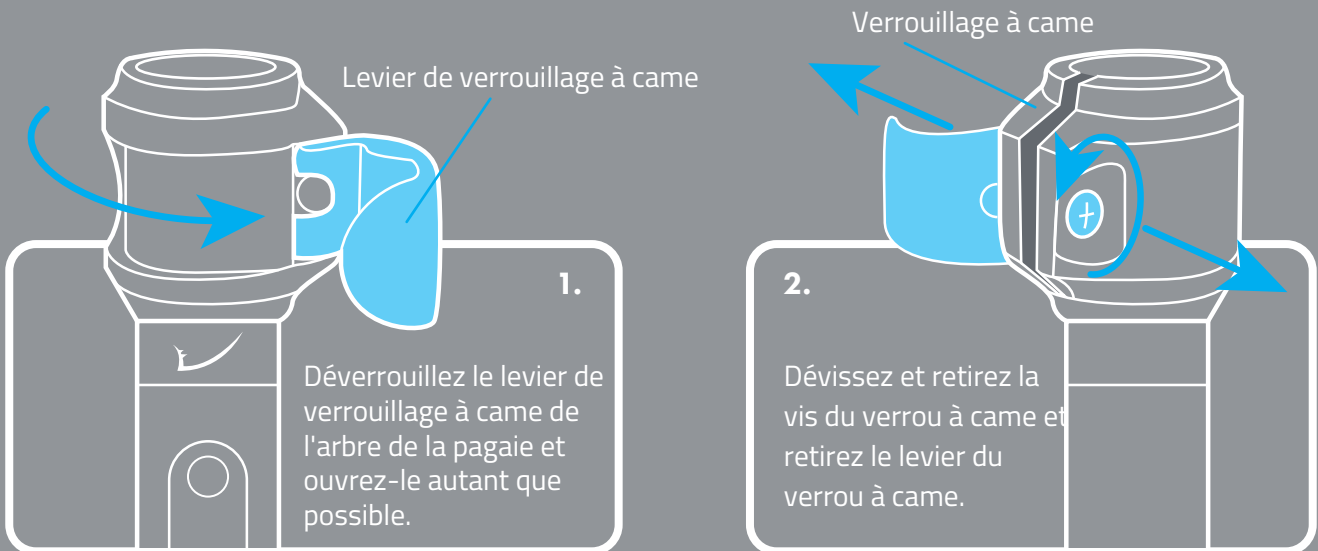 Levier de verrouillage à came
1.
Déverrouillez le levier de
verrouillage à came de
l'arbre de la pagaie et
ouvrez-le autant que
possible.
Verrouillage à came
2.
Dévissez et retirez la
vis du verrou à came et
retirez le levier du
verrou à came.